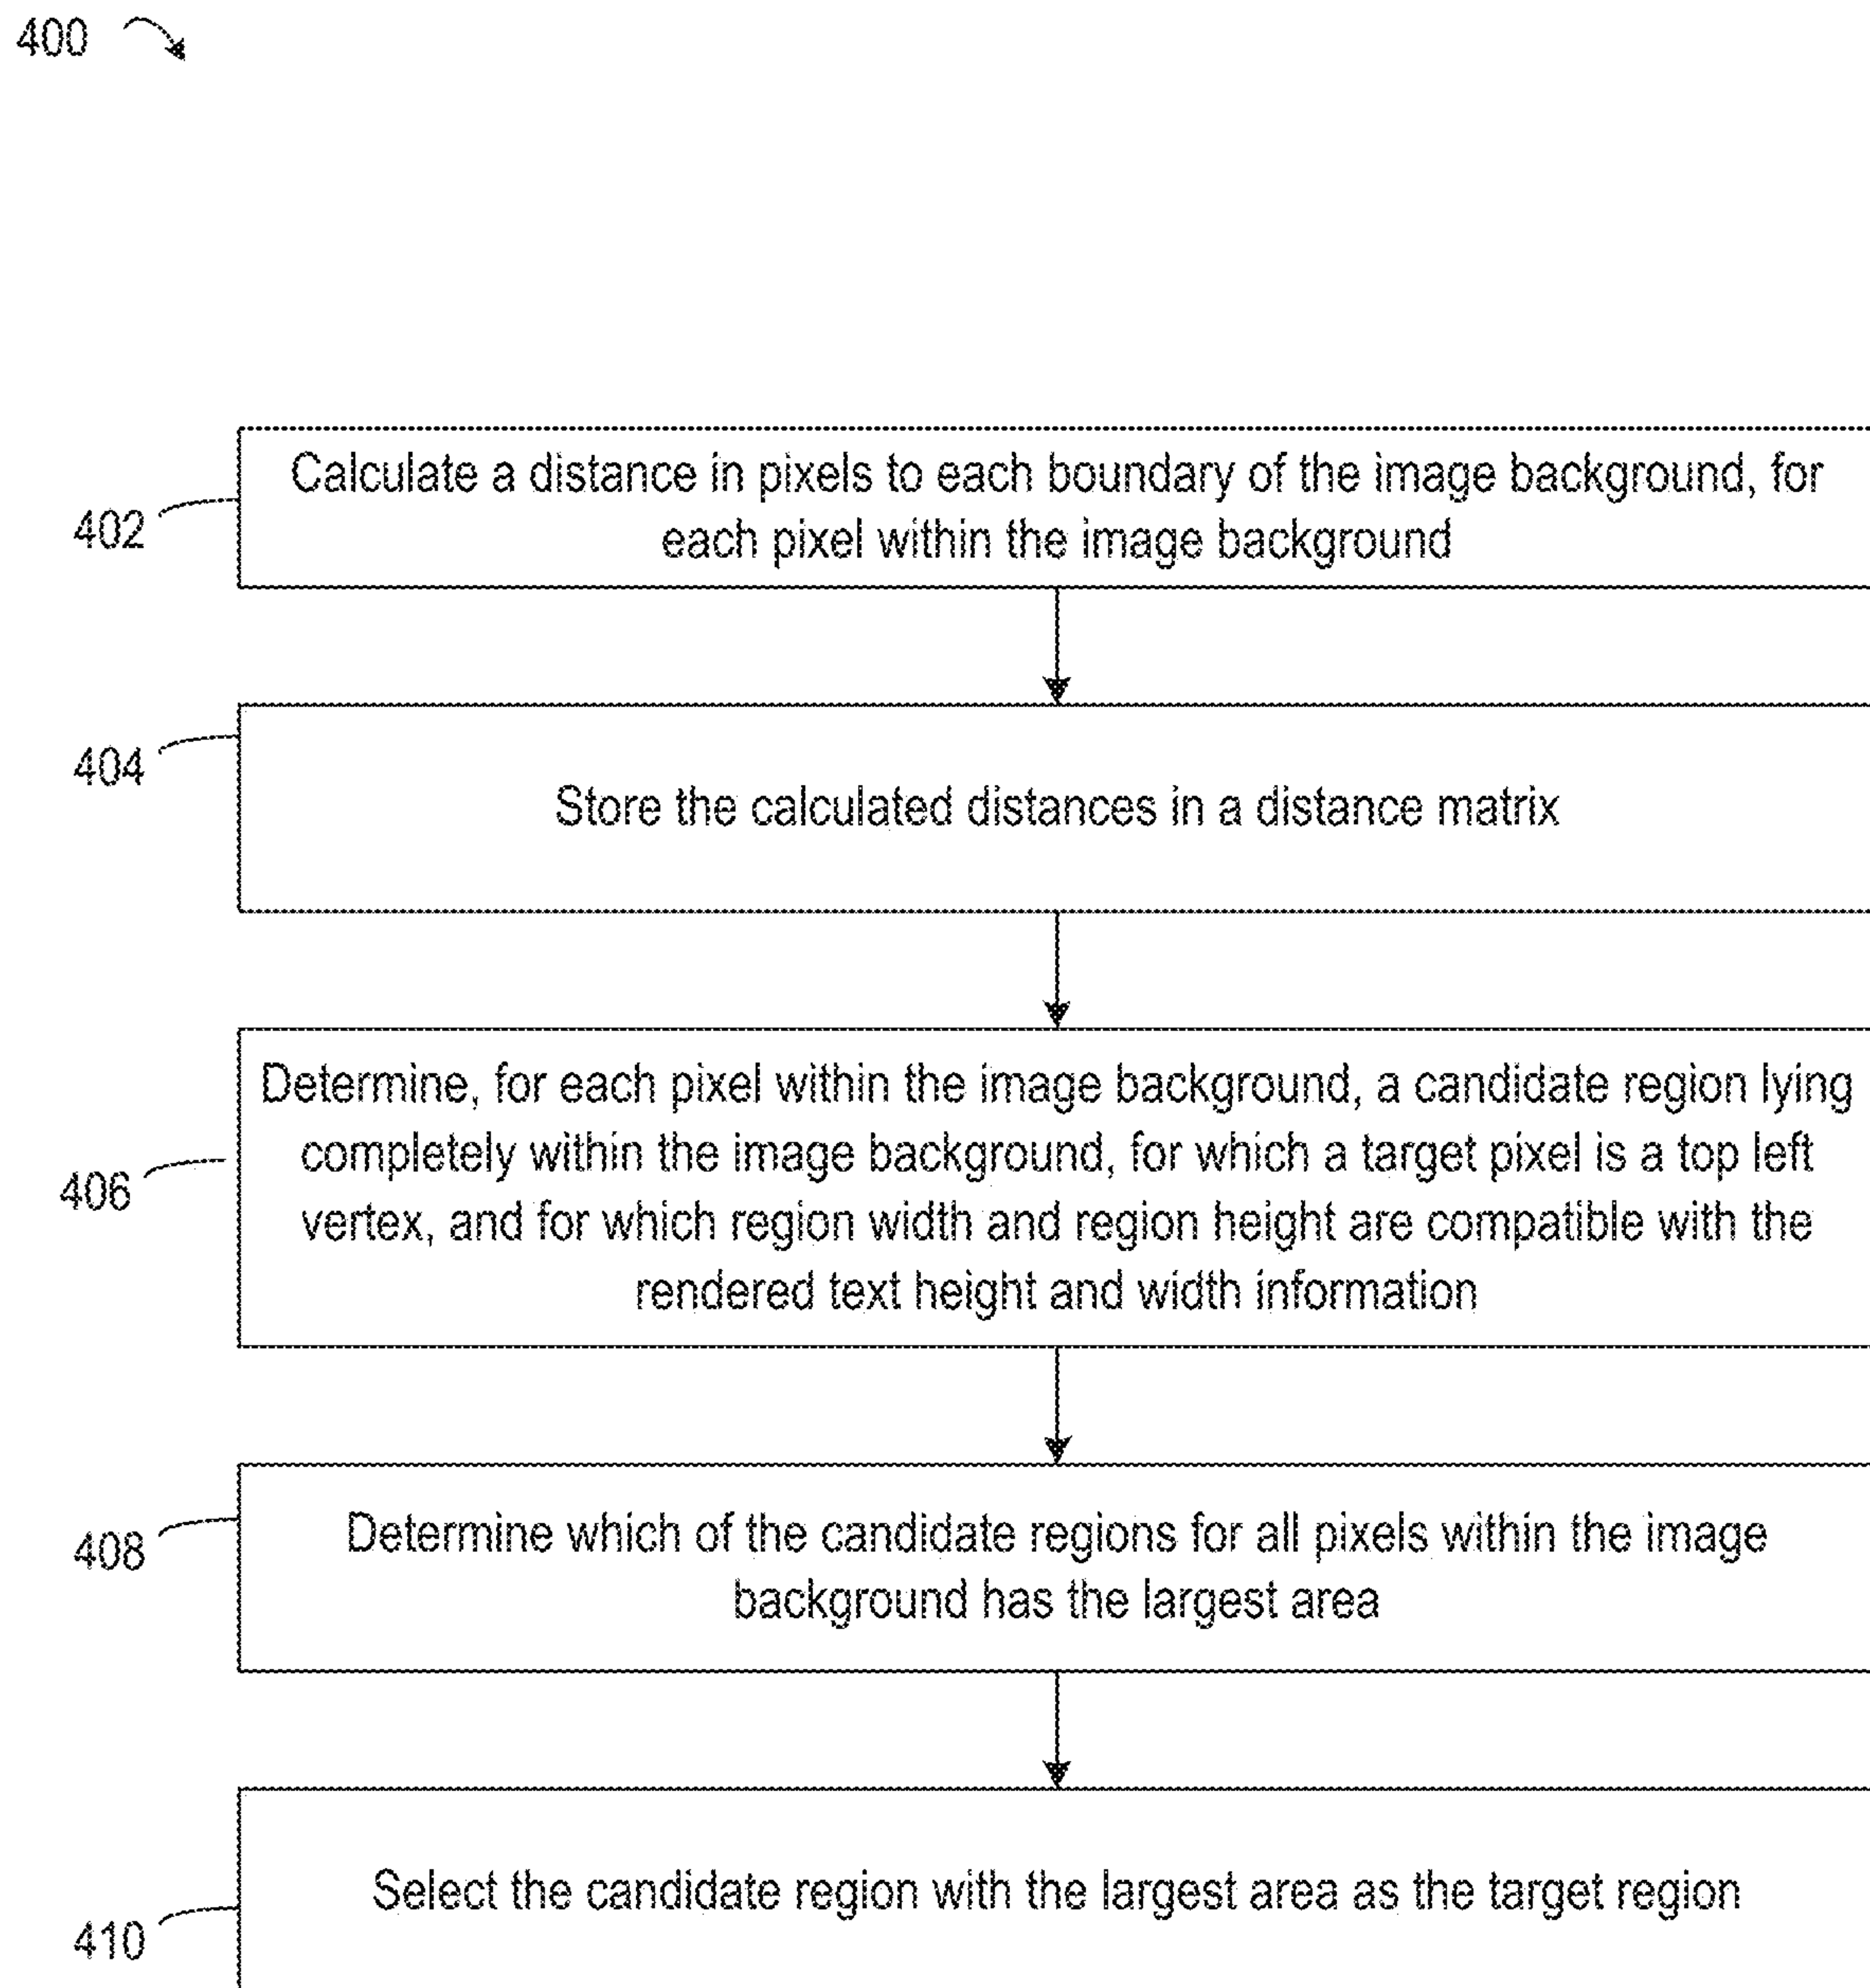 400
402
Calculate a distance in pixels to each boundary of the image background, for
each pixel within the image background
404
Store the calculated distances in a distance matrix
406
Determine, for each pixel within the image background, a candidate region lying
completely within the image background, for which a target pixel is a top left
vertex, and for which region width and region height are compatible with the
rendered text height and width information
408
Determine which of the candidate regions for all pixels within the image
background has the largest area
410
Select the candidate region with the largest area as the target region